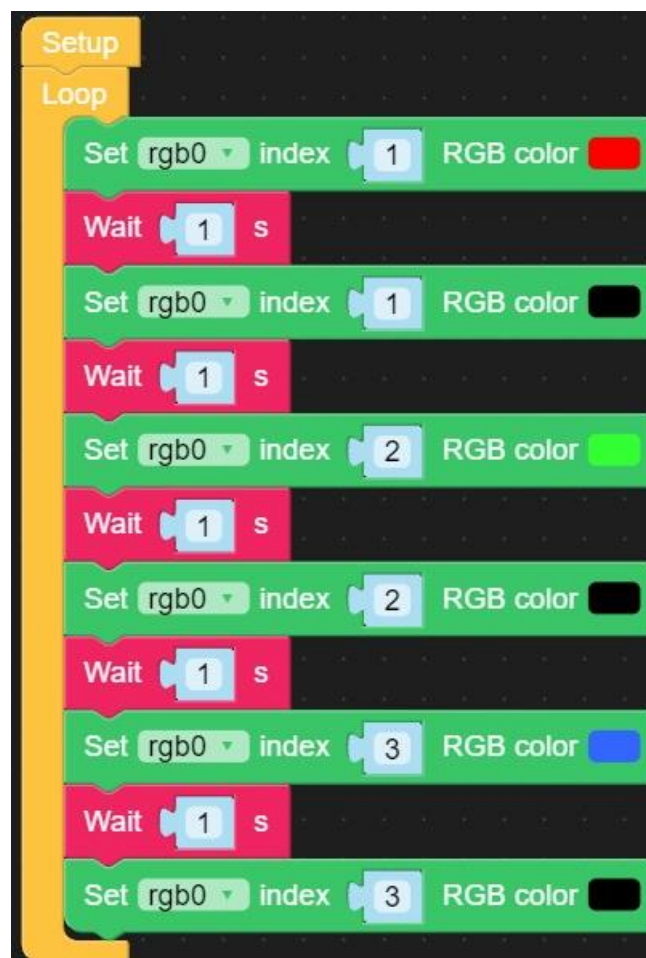 Setup
Loop
Set rgb0 index 1 RGB color
Wait 1 s
Set rgb0 index 1 RGB color
Wait 1 s
Set rgb0 index 2 RGB color
Wait 1 s
Set rgb0 index 2 RGB color
Wait 1 s
Set rgb0 index 3 RGB color
Wait 1 s
Set rgb0 index 3 RGB color